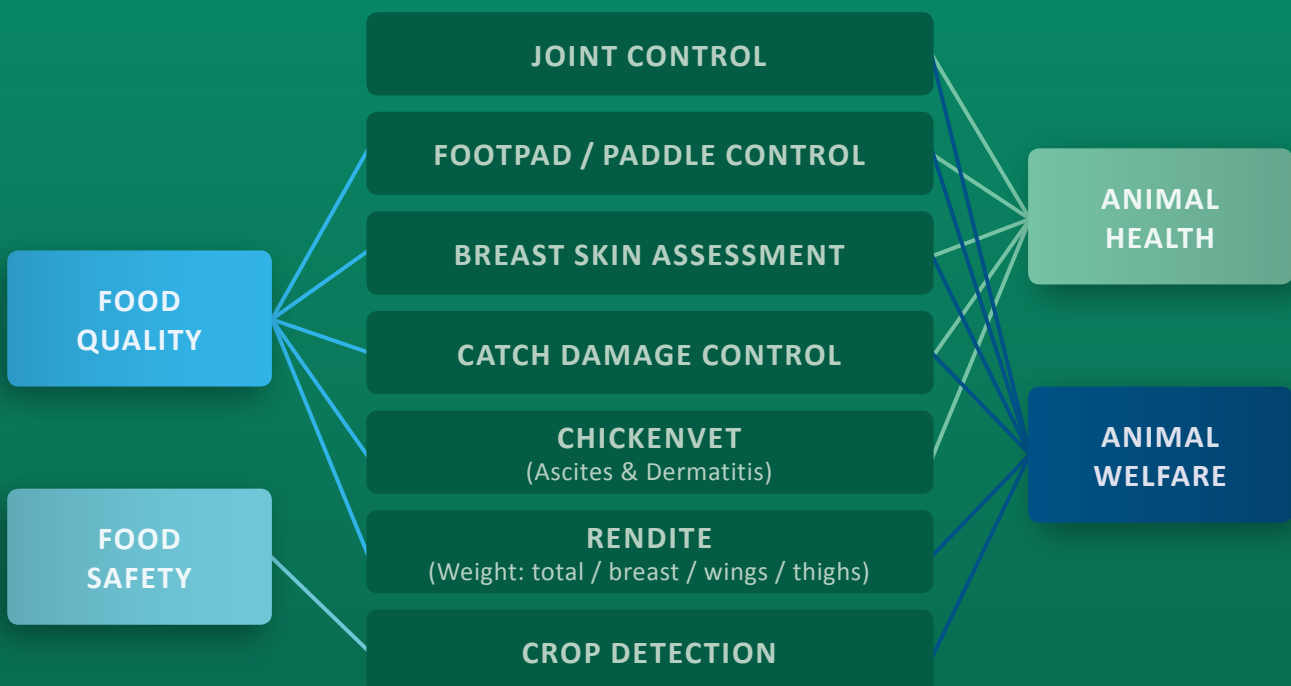 JOINT CONTROL
FOOTPAD / PADDLE CONTROL
BREAST SKIN ASSESSMENT
CATCH DAMAGE CONTROL
CHICKENVET
(Ascites & Dermatitis)
RENDITE
(Weight: total / breast / wings / thighs)
CROP DETECTION
FOOD
QUALITY
FOOD
SAFETY
ANIMAL
HEALTH
ANIMAL
WELFARE